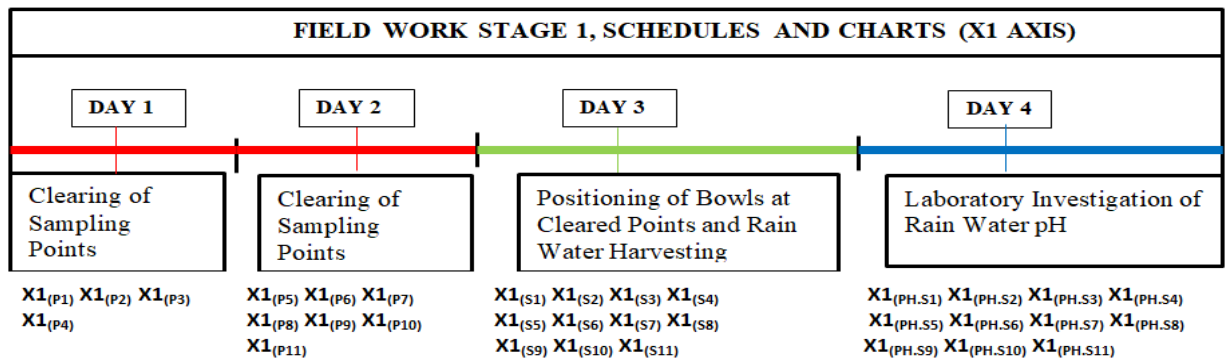 FIELD WORK STAGE 1, SCHEDULES AND CHARTS (X1 AXIS)
DAY 1
DAY 2
DAY 3
DAY 4
Clearing of
Sampling
Points
Clearing of
Sampling
Points
Positioning of Bowls at
Cleared Points and Rain
Water Harvesting
Laboratory Investigation of
Rain Water pH
X1(P1) X1(P2) X1(P3)
X1(P4)
X1(P5) X1(P6) X1(P7)
X1(P8) X1(P9) X1(P10)
X1(P11)
X1(S1) X1(S2) X1(S3) X1(S4)
X1(S5) X1(S6) X1(S7) X1(S8)
X1(S9) X1(S10) X1(S11)
X1(PH.S1) X1(PH.S2) X1(PH.S3) X1(PH.S4)
X1(PH.S5) X1(PH.S6) X1(PH.S7) X1(PH.S8)
X1(PH.S9) X1(PH.S10) X1(PH.S11)